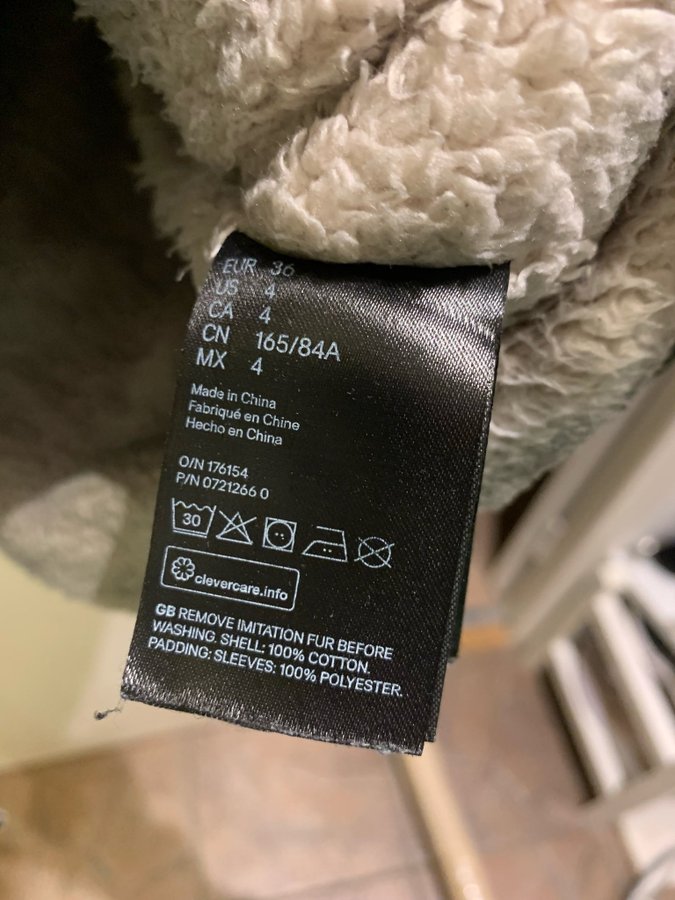 EUR 36
US 4
CA 4
CN 165/84A
MX 4
Made in China
Fabriqué en Chine
Hecho en China
O/N 176154
P/N 0721266 0
30
clevercare.info
GB REMOVE IMITATION FUR BEFORE
WASHING. SHELL: 100% COTTON.
PADDING: SLEEVES: 100% POLYESTER.